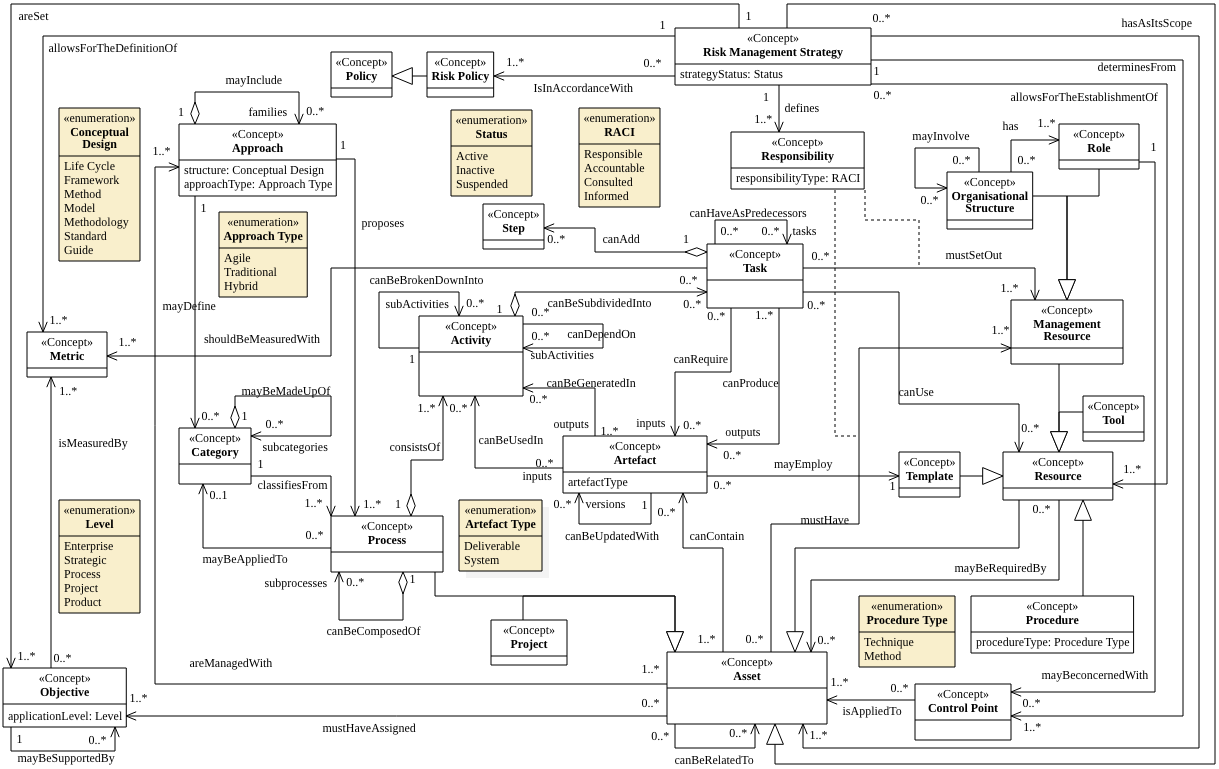 areSet
1
1
0..*
hasAsItsScope
allowsForTheDefinitionOf
«Concept»
Risk Management Strategy
strategyStatus: Status
1
0..*
determinesFrom
«Concept»
Policy
«Concept»
Risk Policy
1..*
0..*
IsInAccordanceWith
1
defines
1..*
allowsForTheEstablishmentOf
mayInclude
1
families
0..*
«enumeration»
Conceptual
Design
Life Cycle
Framework
Method
Model
Methodology
Standard
Guide
«Concept»
Approach
structure: Conceptual Design
approachType: Approach Type
1..*
1
1
«enumeration»
Status
Active
Inactive
Suspended
«enumeration»
RACI
Responsible
Accountable
Consulted
Informed
«Concept»
Responsibility
responsibilityType: RACI
mayInvolve
0..*
0..*
has
1..*
0..*
«Concept»
Role
1
«Concept»
Organisational
Structure
«enumeration»
Approach Type
Agile
Traditional
Hybrid
proposes
«Concept»
Step
0..*
canAdd
1
canHaveAsPredecessors
0..*
0..*
tasks
«Concept»
Task
0..*
mustSetOut
1..*
canBeBrokenDownInto
subActivities
0..*
1
canBeSubdividedInto
0..*
0..*
0..*
0..*
1..*
0..*
mayDefine
1..*
shouldBeMeasuredWith
1..*
«Concept»
Metric
1..*
«Concept»
Activity
1
0..*
0..*
canDependOn
subActivities
«Concept»
Management
Resource
1..*
canRequire
canProduce
canUse
canBeGeneratedIn
0..*
mayBeMadeUpOf
0..*
1
0..*
subcategories
«Concept»
Category
1
classifiesFrom
0..1
1..*
0..*
consistsOf
canBeUsedIn
outputs
1..*
inputs
0..*
outputs
0..*
«Concept»
Artefact
artefactType
0..*
inputs
mayEmploy
0..*
1
«Concept»
Template
«Concept»
Tool
0..*
«Concept»
Resource
1..*
0..*
isMeasuredBy
«enumeration»
Level
Enterprise
Strategic
Process
Project
Product
1..*
1..*
1
0..*
«Concept»
Process
mayBeAppliedTo
subprocesses
0..*
1
canBeComposedOf
«enumeration»
Artefact Type
Deliverable
System
0..*
versions
1
0..*
canBeUpdatedWith
canContain
mustHave
mayBeRequiredBy
«Concept»
Project
«enumeration»
Procedure Type
Technique
Method
«Concept»
Procedure
procedureType: Procedure Type
1..*
0..*
0..*
1..*
0..*
areManagedWith
1..*
«Concept»
Objective
applicationLevel: Level
1..*
0..*
mustHaveAssigned
«Concept»
Asset
1..*
isAppliedTo
0..*
«Concept»
Control Point
mayBeconcernedWith
0..*
1..*
1
0..*
mayBeSupportedBy
0..*
0..*
1..*
canBeRelatedTo